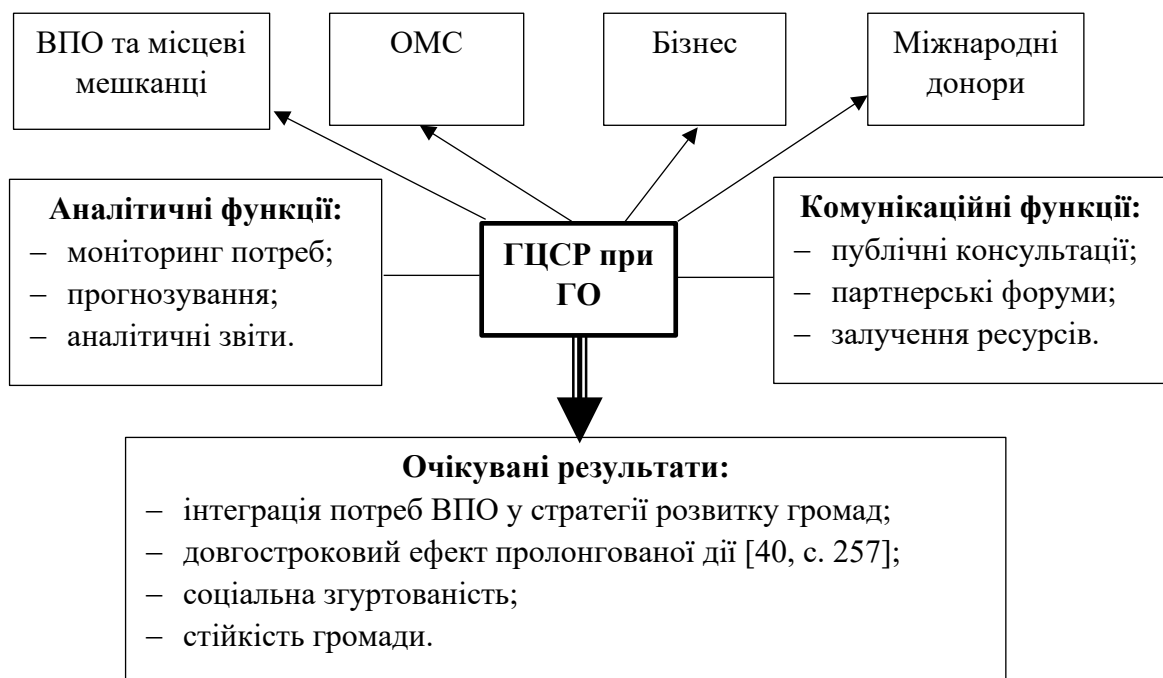 ВПО та місцеві
мешканці
ОМС
Бізнес
Міжнародні
донори
Аналітичні функції:
– моніторинг потреб;
– прогнозування;
– аналітичні звіти.
ГЦСР при
ГО
Комунікаційні функції:
– публічні консультації;
– партнерські форуми;
– залучення ресурсів.
Очікувані результати:
– інтеграція потреб ВПО у стратегії розвитку громад;
– довгостроковий ефект пролонгованої дії [40, с. 257];
– соціальна згуртованість;
– стійкість громади.